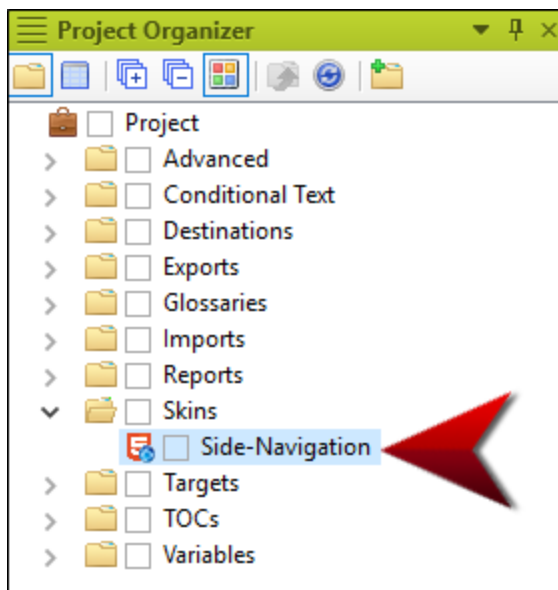 Project Organizer
Project
Advanced
Conditional Text
Destinations
Exports
Glossaries
Imports
Reports
Skins
Side-Navigation
Targets
TOCs
Variables